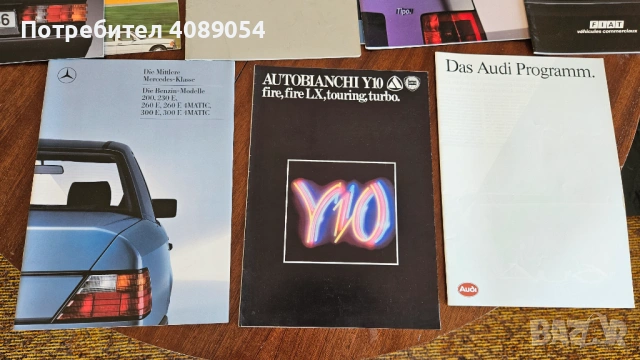 Потребител 4089054
6
Tipo.
FIAT
véhicules commerciaux
Die Mittlere
Mercedes-Klasse
Die Benzin-Modelle
200, 230 E,
260 E, 260 E 4MATIC,
300 E, 300 E 4MATIC.
AUTOBIANCHI Y10
fire, fire LX, touring, turbo.
Y10
Das Audi Programm.
Audi
BAZAR
bg